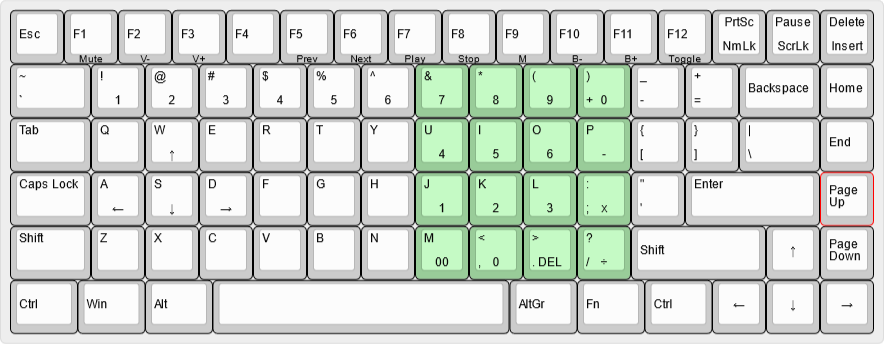 Esc F1 F2 F3 F4 F5 F6 F7 F8 F9 F10 F11 F12 PrtSc Pause Delete
NmLk ScrLk Insert
Mute V- V+ Prev Next Play Stop M B- B+ Toggle
~ ! @ # $ % ^ & * ( ) _ +
Backspace Home
` 1 2 3 4 5 6 7 8 9 + 0 - =
Tab Q W E R T Y U I O P { } |
End
↑ 4 5 6 - [ ] \
Caps Lock A S D F G H J K L : " Enter Page
Up
← ↓ → 1 2 3 ; x '
Shift Z X C V B N M < > ?
Shift ↑ Page
Down
00 , 0 . DEL / ÷
Ctrl Win Alt AltGr Fn Ctrl ← ↓ →